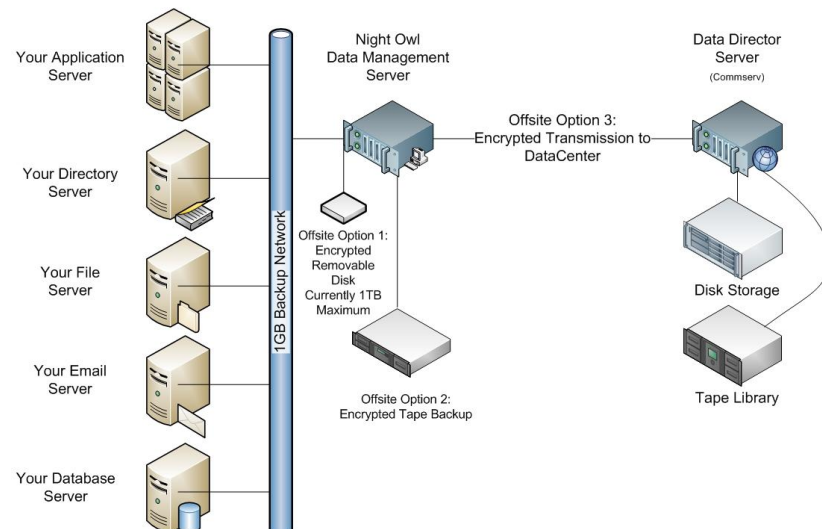 Your Application
Server
Your Directory
Server
Your File
Server
Your Email
Server
Your Database
Server
1GB Backup Network
Night Owl
Data Management
Server
Offsite Option 1:
Encrypted
Removable
Disk
Currently 1TB
Maximum
Offsite Option 2:
Encrypted Tape Backup
Offsite Option 3:
Encrypted Transmission to
DataCenter
Data Director
Server
(Commserv)
Disk Storage
Tape Library